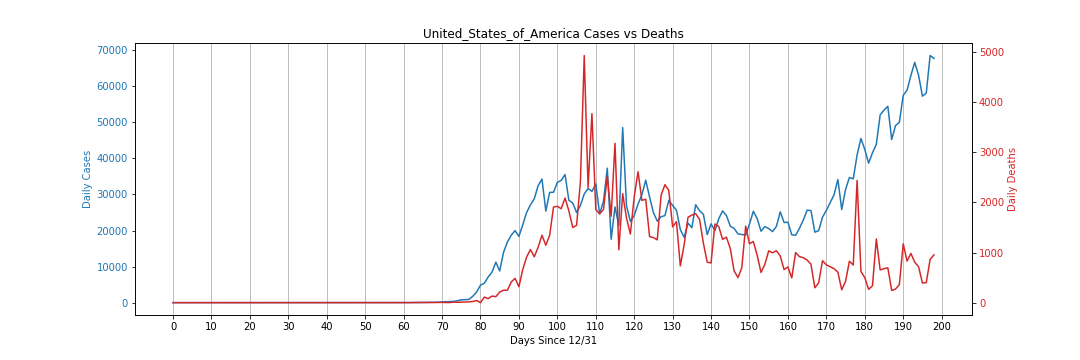 United_States_of_America Cases vs Deaths
70000
60000
50000
40000
30000
20000
10000
0
Daily Cases
5000
4000
3000
2000
1000
0
Daily Deaths
0 10 20 30 40 50 60 70 80 90 100 110 120 130 140 150 160 170 180 190 200
Days Since 12/31